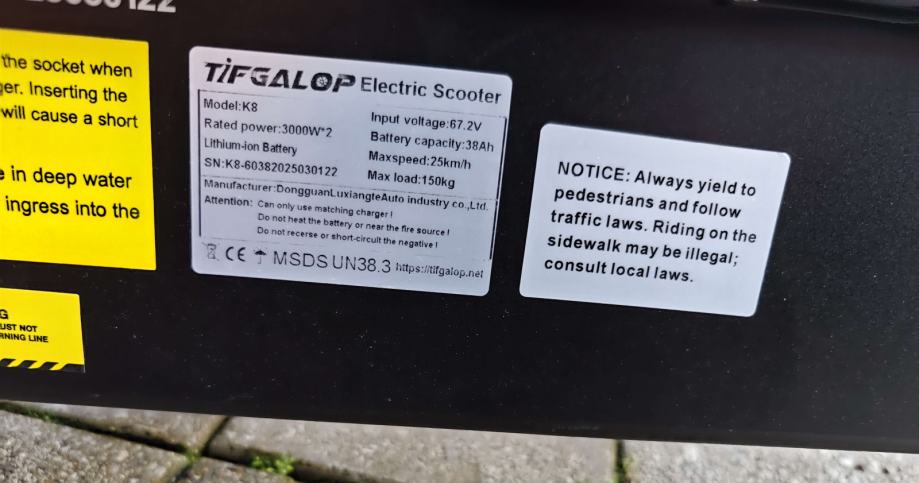 the socket when
Inserting the
will cause a short
in deep water
ingress into the
UST NOT
RNING LINE
TIFGALOP Electric Scooter
Model:K8
Rated power:3000W*2
Lithium-ion Battery
SN:K8-60382025030122
Input voltage:67.2V
Battery capacity:38Ah
Maxspeed:25km/h
Max load:150kg
Manufacturer:DongguanLuxiangteAuto industry co.,Ltd.
Attention: Can only use matching charger!
Do not heat the battery or near the fire source!
Do not recerse or short-circuit the negative!
CE MSDS UN38.3 https://tifgalop.net
NOTICE: Always yield to
pedestrians and follow
traffic laws. Riding on the
sidewalk may be illegal;
consult local laws.